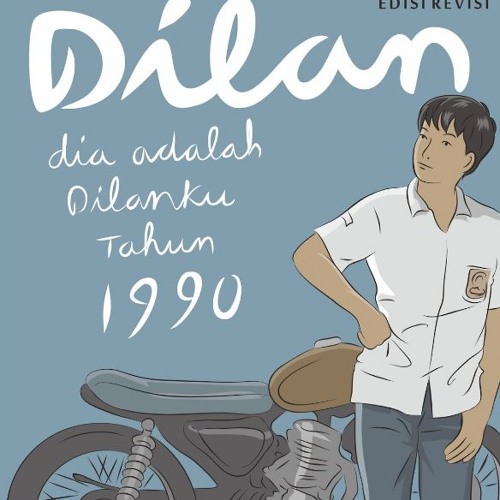 EDISI REVISI
Dilan
dia adalah
Dilanku
Tahun
1990